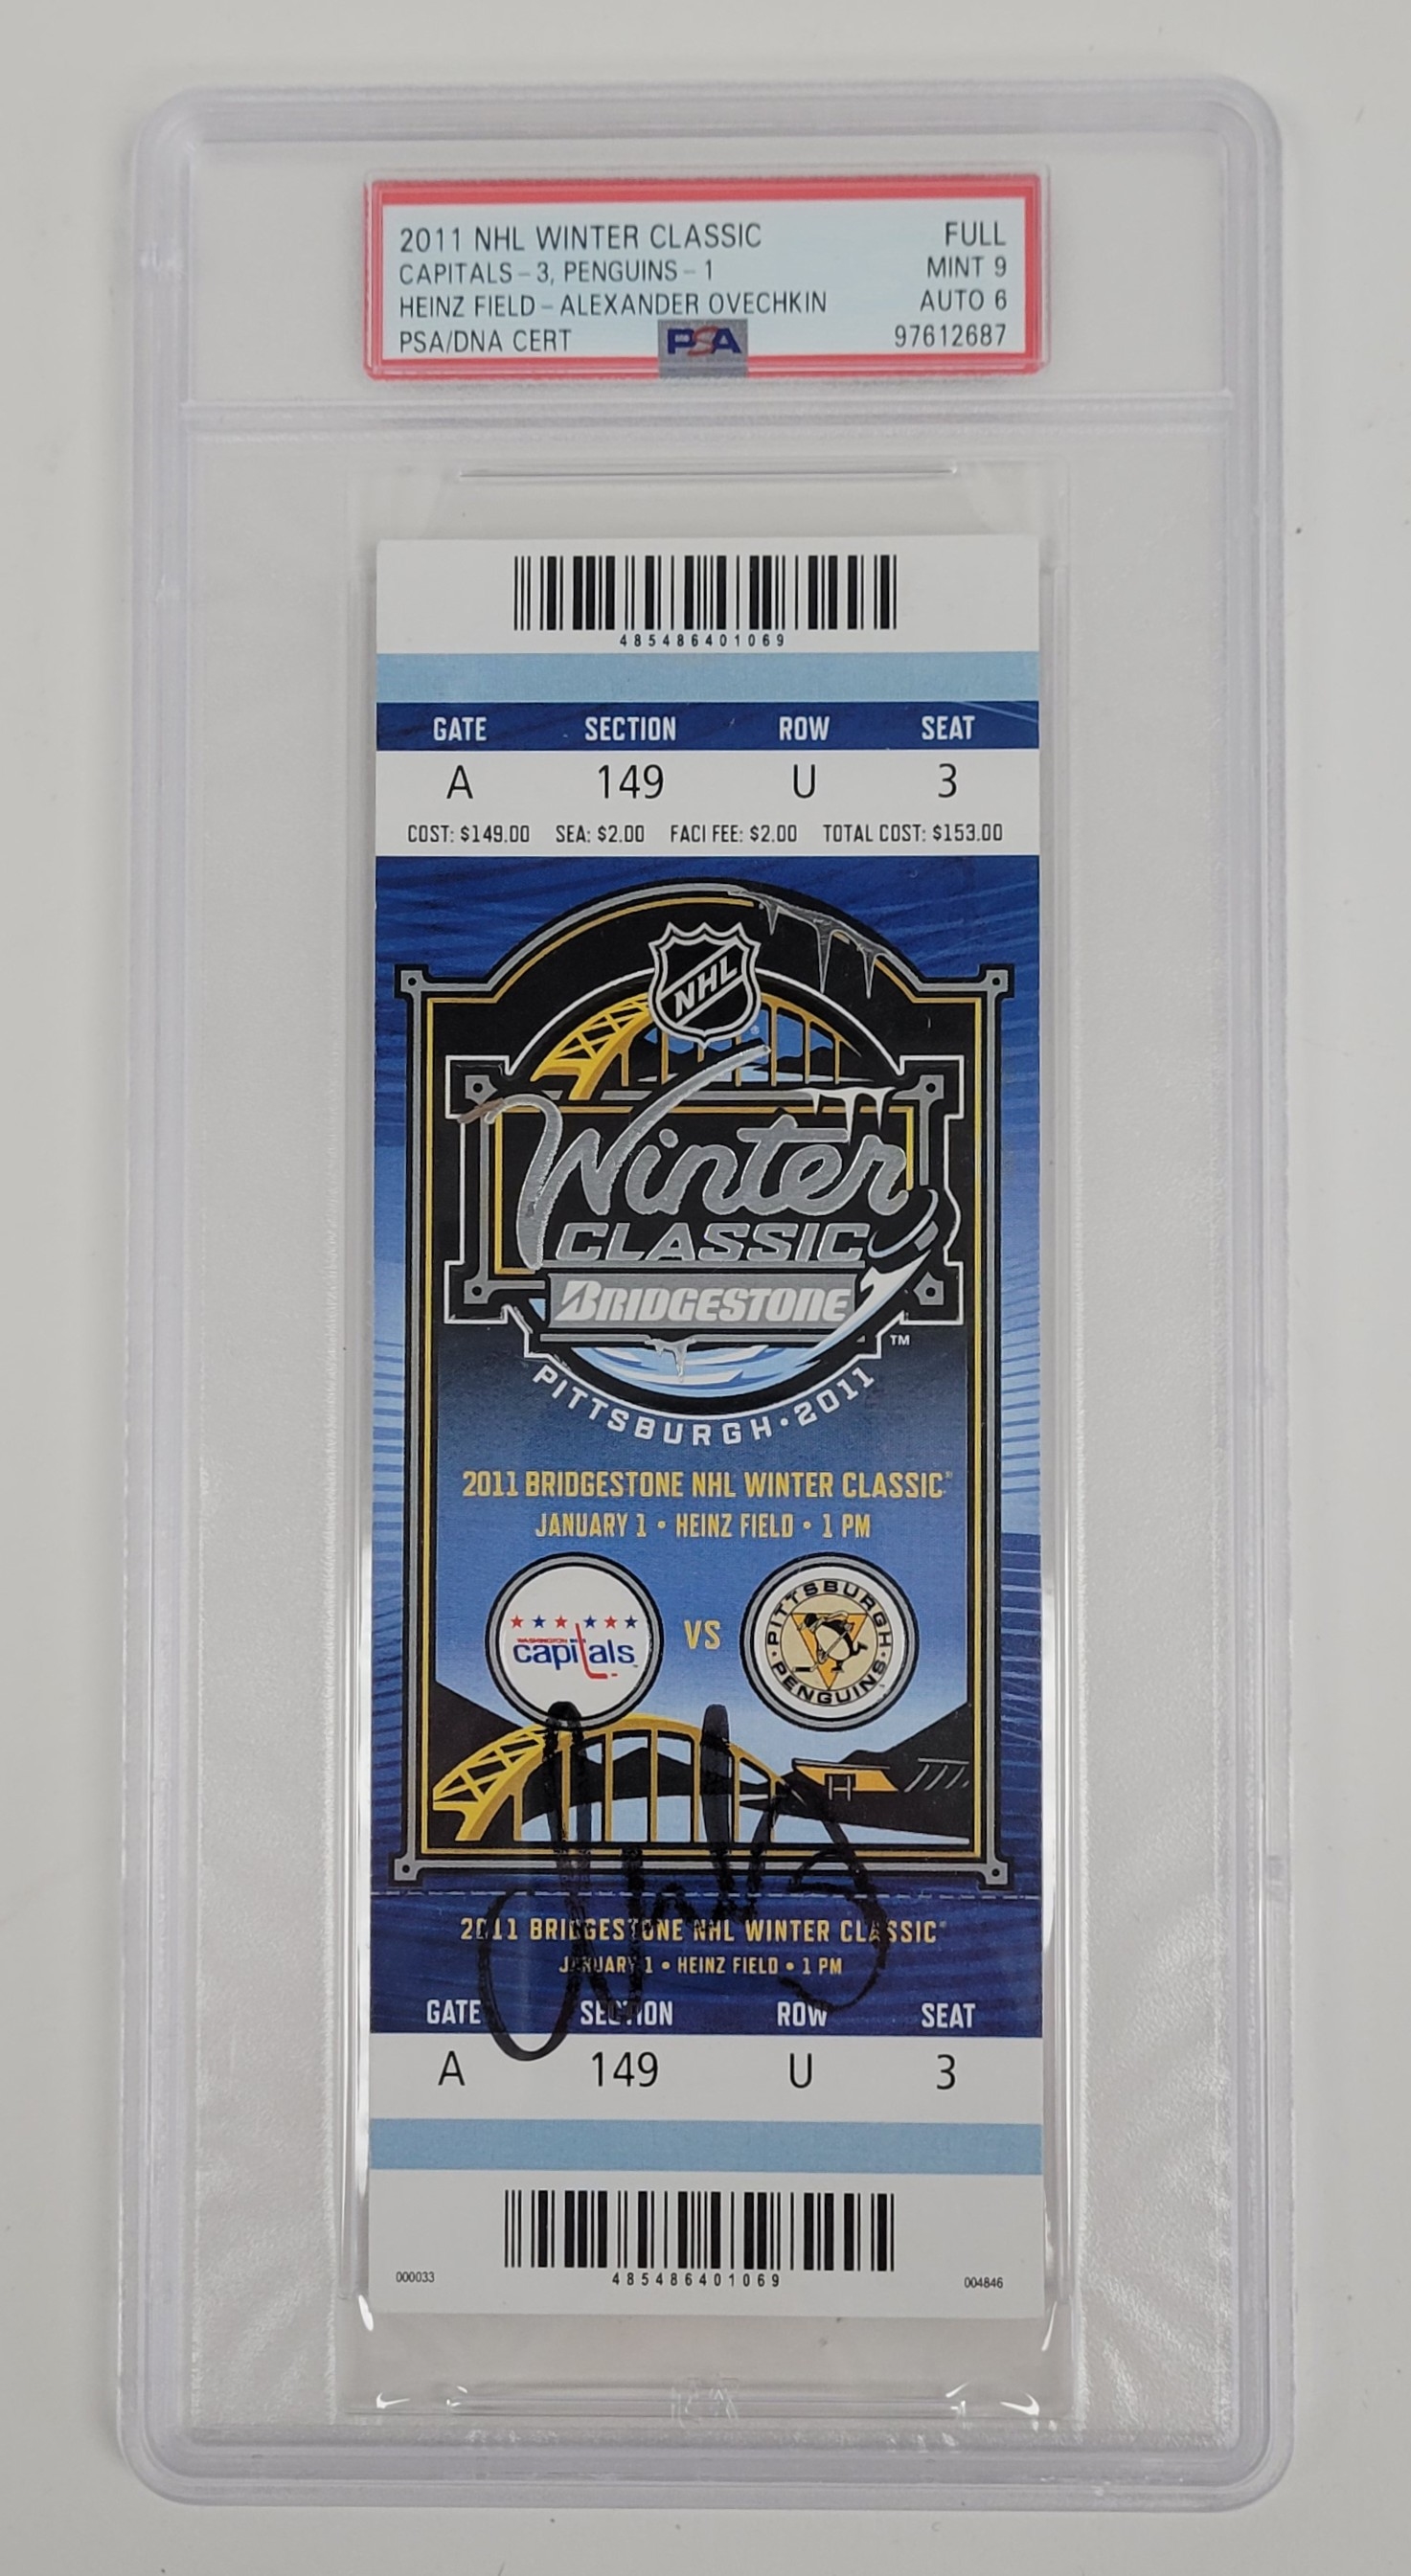 2011 NHL WINTER CLASSIC FULL
CAPITALS - 3, PENGUINS - 1 MINT 9
HEINZ FIELD - ALEXANDER OVECHKIN AUTO 6
PSA/DNA CERT PSA 97612687
485486401069
GATE SECTION ROW SEAT
A 149 U 3
COST: $149.00 SEA: $2.00 FACI FEE: $2.00 TOTAL COST: $153.00
NHL
Winter
CLASSIC
BRIDGESTONE
PITTSBURGH • 2011
2011 BRIDGESTONE NHL WINTER CLASSIC®
JANUARY 1 • HEINZ FIELD • 1 PM
WASHINGTON
capitals VS PITTSBURGH • PENGUINS •
2011 BRIDGESTONE NHL WINTER CLASSIC®
JANUARY 1 • HEINZ FIELD • 1 PM
GATE SECTION ROW SEAT
A 149 U 3
000033 485486401069 004846